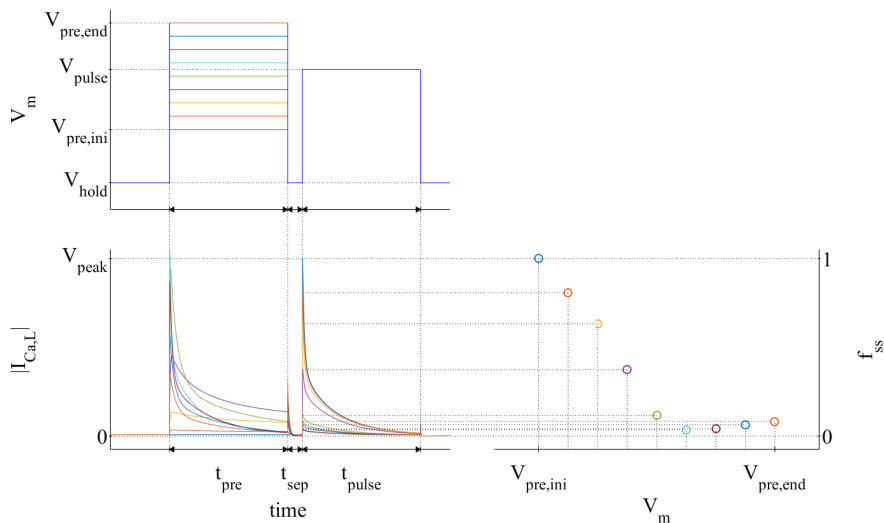 V_pre,end
V_pulse
V_m
V_pre,ini
V_hold
V_peak
1
|I_Ca,L|
f_ss
0
0
t_pre
t_sep
t_pulse
V_pre,ini
V_pre,end
time
V_m